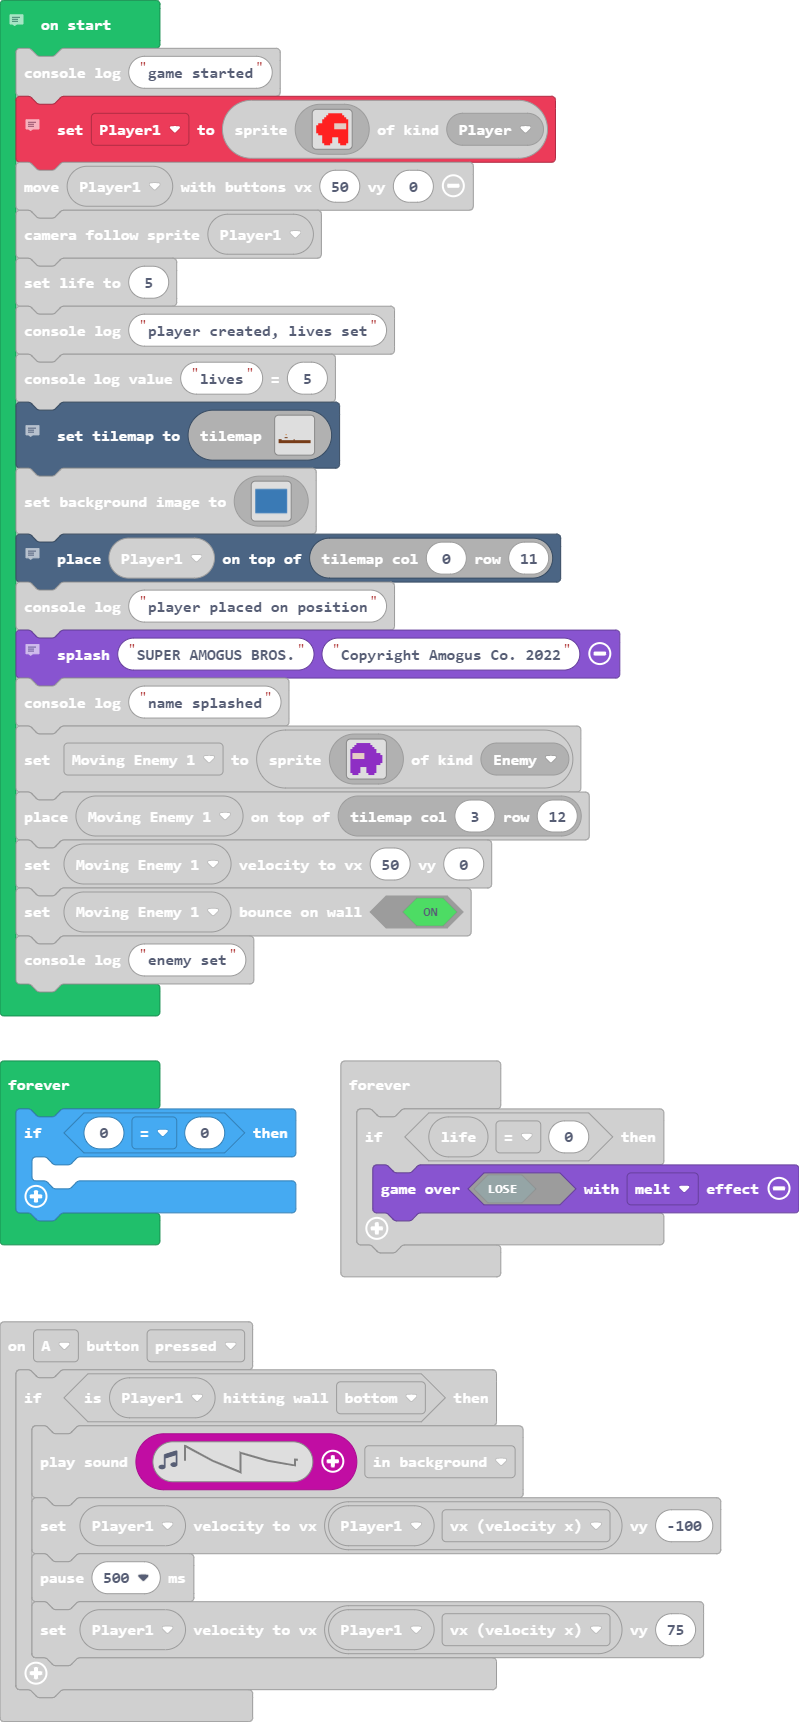 on start
console log "game started"
set Player1 to sprite of kind Player
move Player1 with buttons vx 50 vy 0
camera follow sprite Player1
set life to 5
console log "player created, lives set"
console log value "lives" = 5
set tilemap to tilemap
set background image to
place Player1 on top of tilemap col 0 row 11
console log "player placed on position"
splash "SUPER AMOGUS BROS." "Copyright Amogus Co. 2022"
console log "name splashed"
set Moving Enemy 1 to sprite of kind Enemy
place Moving Enemy 1 on top of tilemap col 3 row 12
set Moving Enemy 1 velocity to vx 50 vy 0
set Moving Enemy 1 bounce on wall ON
console log "enemy set"
forever
if 0 = 0 then
forever
if life = 0 then
game over LOSE with melt effect
on A button pressed
if is Player1 hitting wall bottom then
play sound in background
set Player1 velocity to vx Player1 vx (velocity x) vy -100
pause 500 ms
set Player1 velocity to vx Player1 vx (velocity x) vy 75